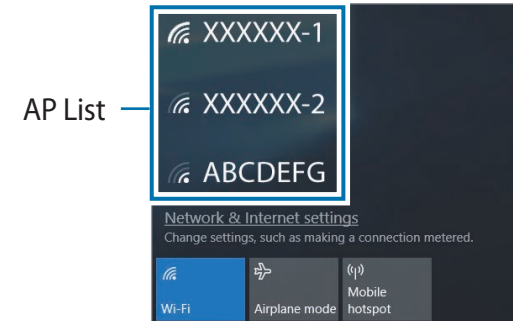 XXXXXX-1
AP List
XXXXXX-2
ABCDEFG
Network & Internet settings
Change settings, such as making a connection metered.
Wi-Fi
Airplane mode
Mobile
hotspot